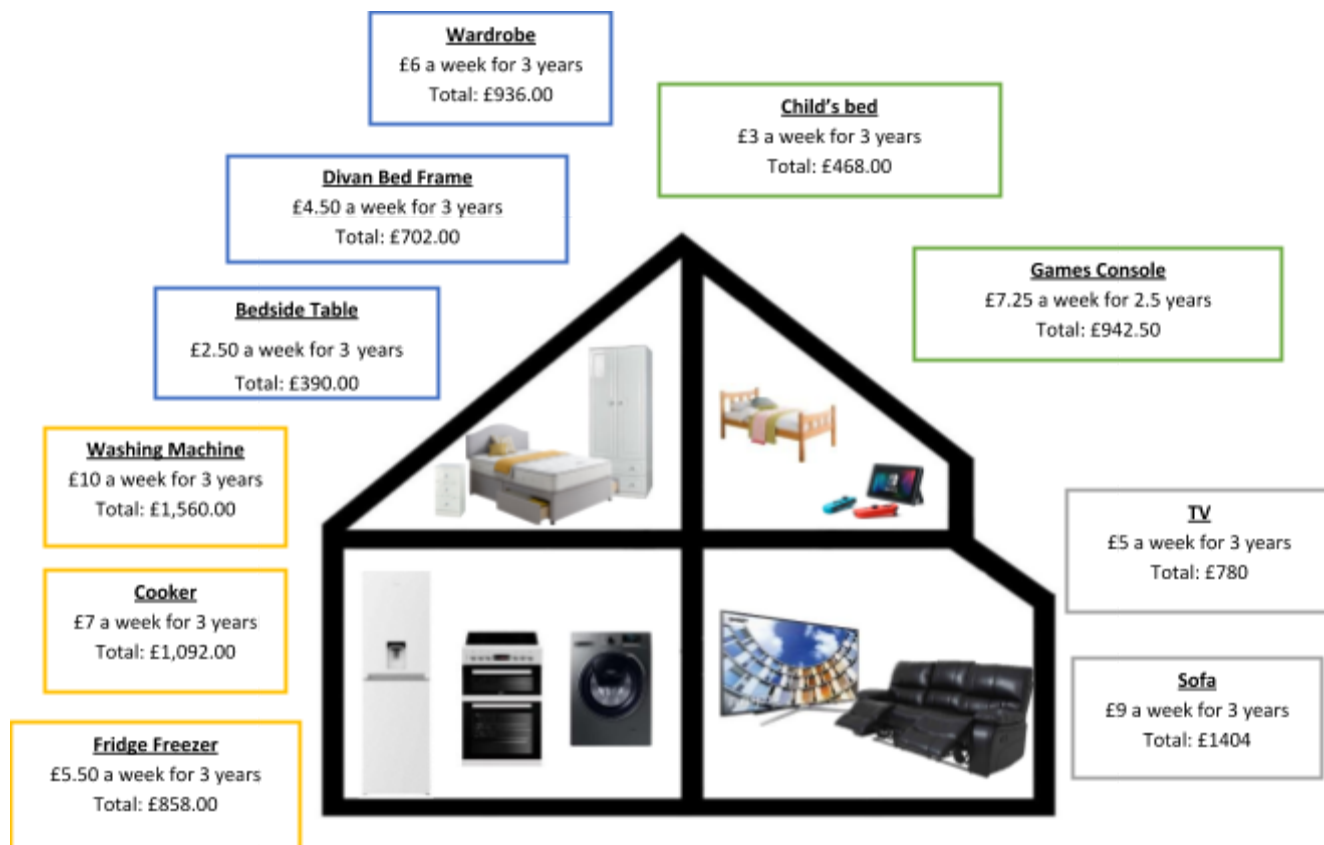 Wardrobe
£6 a week for 3 years
Total: £936.00
Child's bed
£3 a week for 3 years
Total: £468.00
Divan Bed Frame
£4.50 a week for 3 years
Total: £702.00
Games Console
£7.25 a week for 2.5 years
Total: £942.50
Bedside Table
£2.50 a week for 3 years
Total: £390.00
Washing Machine
£10 a week for 3 years
Total: £1,560.00
TV
£5 a week for 3 years
Total: £780
Cooker
£7 a week for 3 years
Total: £1,092.00
Sofa
£9 a week for 3 years
Total: £1404
Fridge Freezer
£5.50 a week for 3 years
Total: £858.00